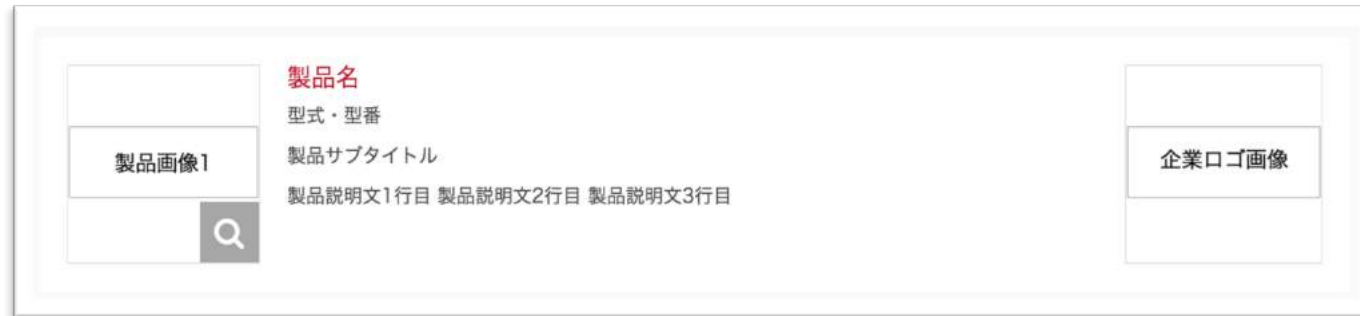 製品名
型式・型番
製品サブタイトル
製品説明文1行目 製品説明文2行目 製品説明文3行目
製品画像1
企業ロゴ画像